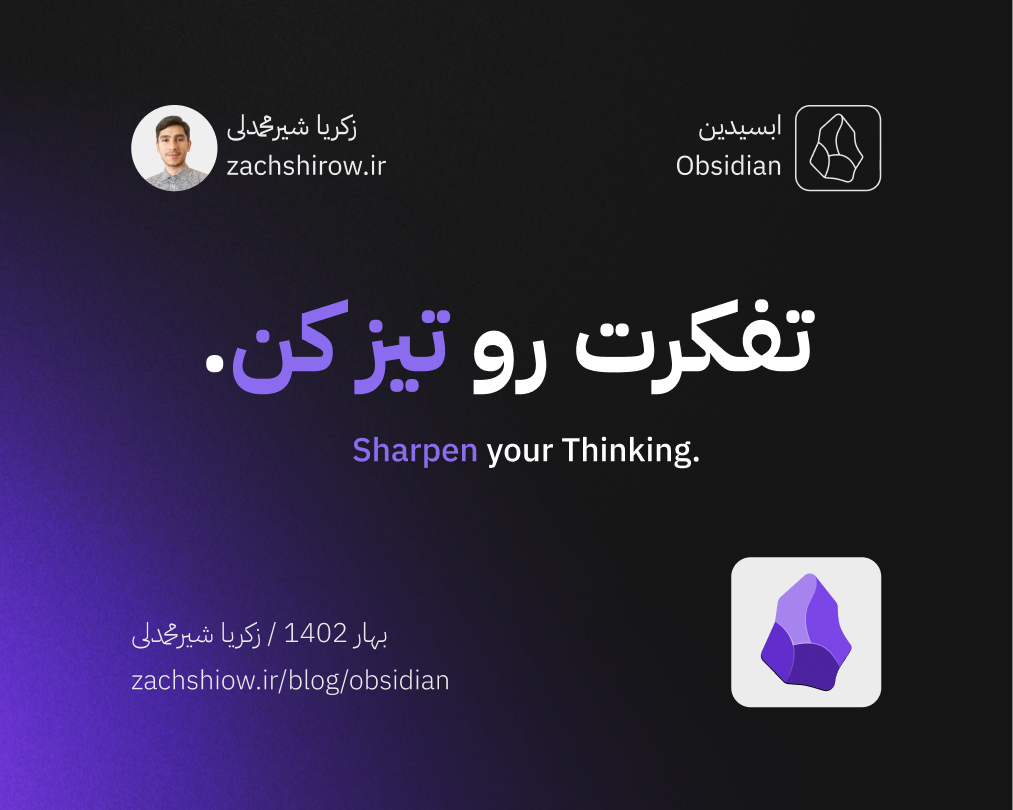 زکریا شیرمحمدلی
zachshirow.ir
ابسیدین
Obsidian
تفکرت رو تیز کن.
Sharpen your Thinking.
بهار 1402 / زکریا شیرمحمدلی
zachshiow.ir/blog/obsidian